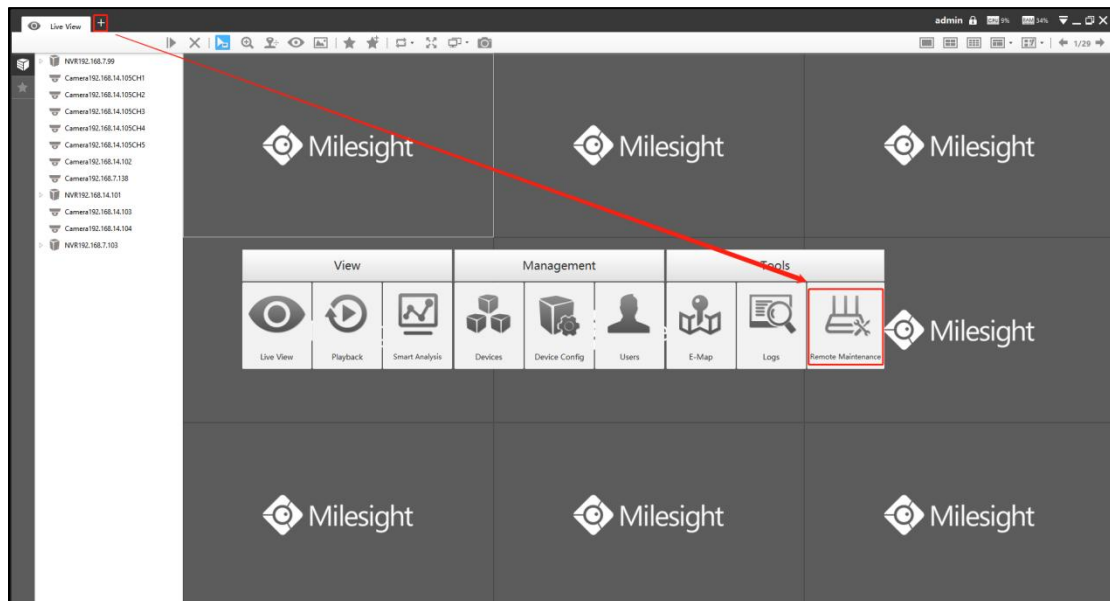 Live View + admin 9% 34%
1/29
NVR192.168.7.99
Camera192.168.14.105CH1
Camera192.168.14.105CH2
Camera192.168.14.105CH3
Camera192.168.14.105CH4
Camera192.168.14.105CH5
Camera192.168.14.102
Camera192.168.7.138
NVR192.168.14.101
Camera192.168.14.103
Camera192.168.14.104
NVR192.168.7.103
Milesight Milesight Milesight
View Management Tools
Live View Playback Smart Analysis Devices Device Config Users E-Map Logs Remote Maintenance
Milesight
Milesight Milesight Milesight